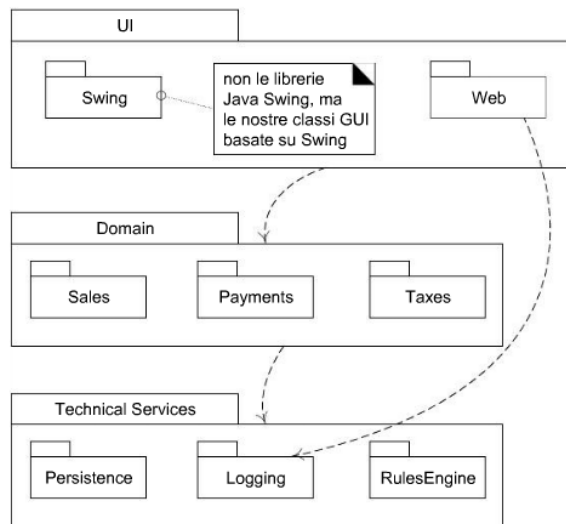 UI
Swing
non le librerie
Java Swing, ma
le nostre classi GUI
basate su Swing
Web
Domain
Sales
Payments
Taxes
Technical Services
Persistence
Logging
RulesEngine